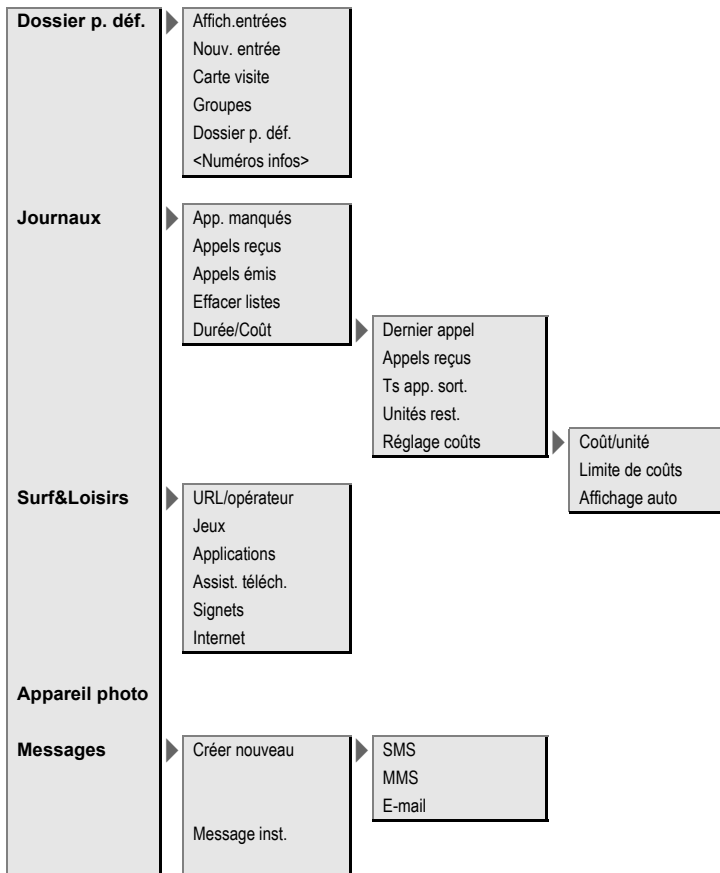 Dossier p. déf.
Affich.entrées
Nouv. entrée
Carte visite
Groupes
Dossier p. déf.
<Numéros infos>
Journaux
App. manqués
Appels reçus
Appels émis
Effacer listes
Durée/Coût
Dernier appel
Appels reçus
Ts app. sort.
Unités rest.
Réglage coûts
Coût/unité
Limite de coûts
Affichage auto
Surf&Loisirs
URL/opérateur
Jeux
Applications
Assist. téléch.
Signets
Internet
Appareil photo
Messages
Créer nouveau
SMS
MMS
E-mail
Message inst.